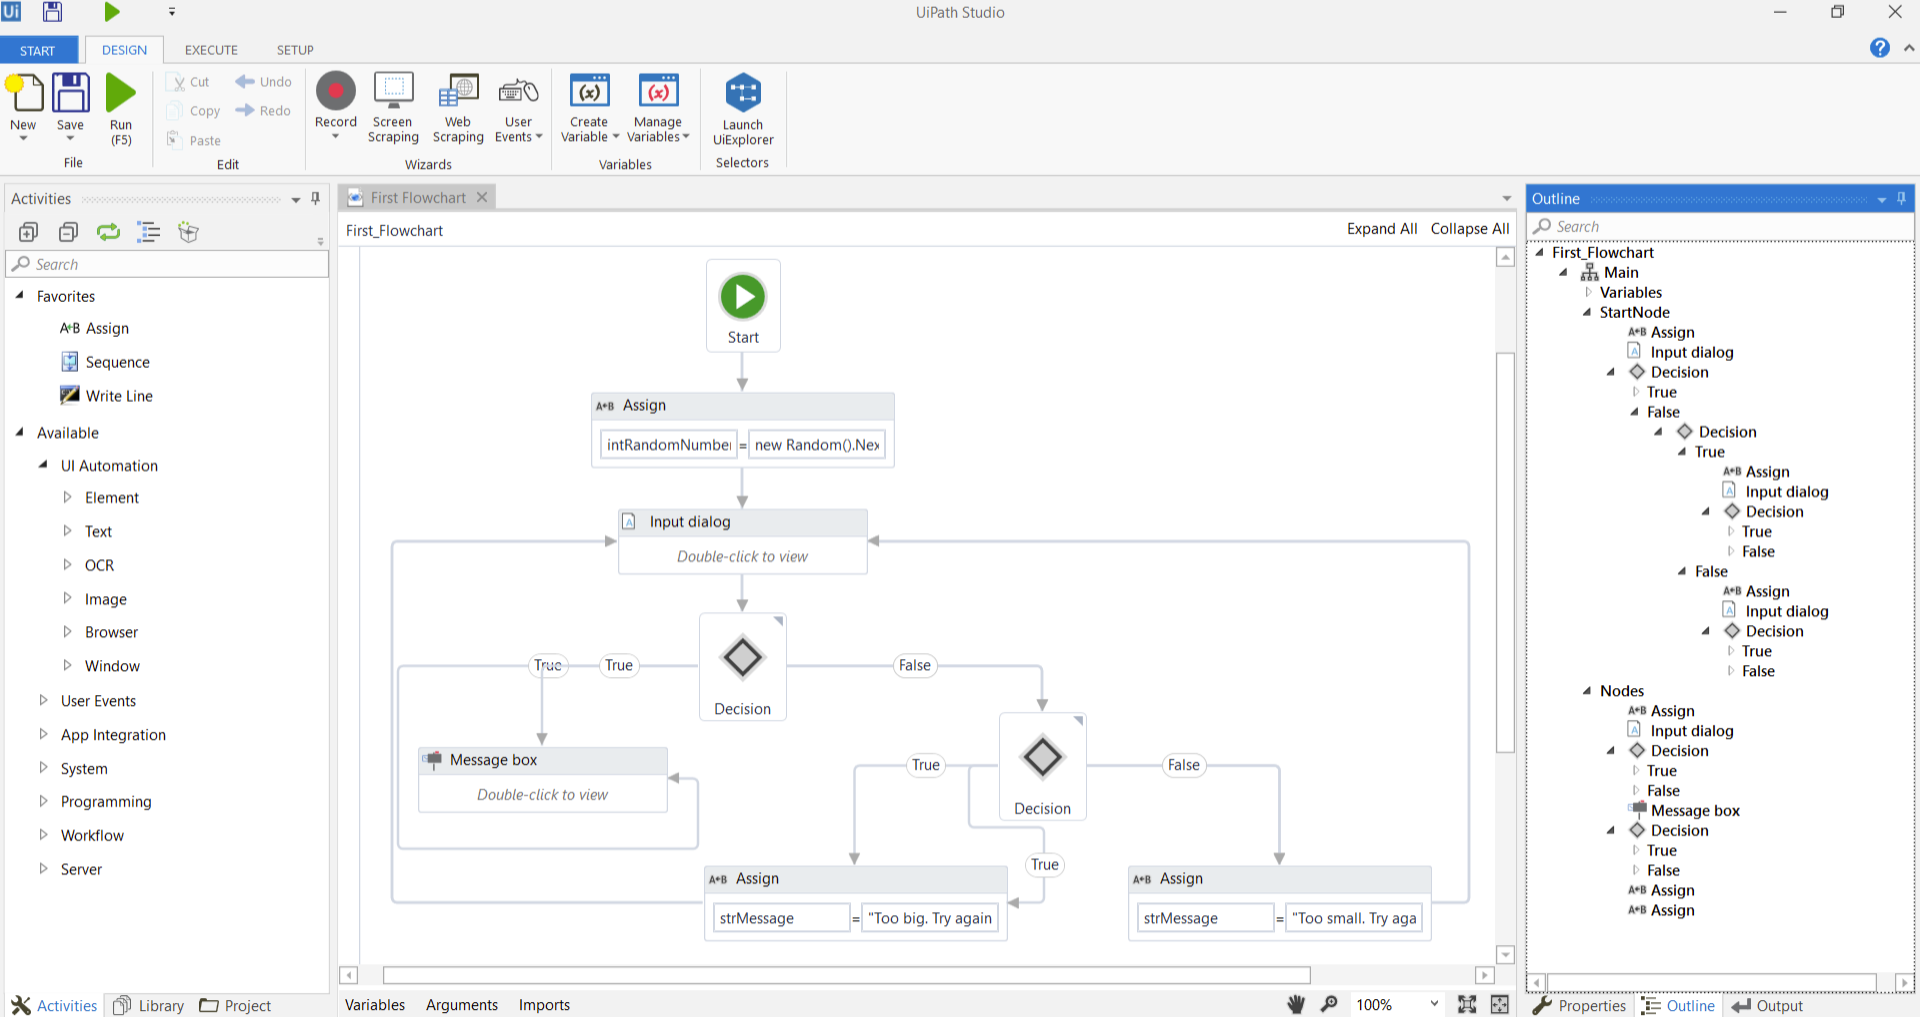 Ui
UiPath Studio
START DESIGN EXECUTE SETUP
?
New
Save
Run
(F5)
File
Cut
Copy
Paste
Undo
Redo
Edit
Record
Screen
Scraping
Web
Scraping
User
Events
Wizards
(x)
Create
Variable
(x)
Manage
Variables
Variables
Launch
UiExplorer
Selectors
Activities
Search
Favorites
A+B Assign
Sequence
Write Line
Available
UI Automation
Element
Text
OCR
Image
Browser
Window
User Events
App Integration
System
Programming
Workflow
Server
Activities Library Project
First Flowchart
First_Flowchart
Expand All Collapse All
Start
A+B Assign
intRandomNumber = new Random().Nex
A Input dialog
Double-click to view
Decision
True
True
False
Message box
Double-click to view
Decision
True
False
True
A+B Assign
strMessage = "Too big. Try again
A+B Assign
strMessage = "Too small. Try aga
Variables Arguments Imports
100%
Outline
Search
First_Flowchart
Main
Variables
StartNode
A+B Assign
A Input dialog
Decision
True
False
Decision
True
A+B Assign
A Input dialog
Decision
True
False
False
A+B Assign
A Input dialog
Decision
True
False
Nodes
A+B Assign
A Input dialog
Decision
True
False
Message box
Decision
True
False
A+B Assign
A+B Assign
Properties Outline Output